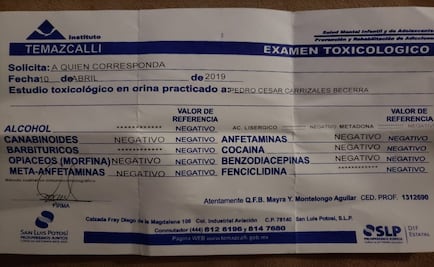 Instituto
TEMAZCALLI
Salud Mental Infantil y de Adolescentes
Prevención y Rehabilitación de Adicciones
EXAMEN TOXICOLOGICO
Solicita: A QUIEN CORRESPONDA
Fecha 10 de ABRIL de 2019
Estudio toxicológico en orina practicado a: PEDRO CESAR CARRIZALES BECERRA
VALOR DE REFERENCIA VALOR DE REFERENCIA
ALCOHOL *********** NEGATIVO AC. LISERGICO NEGATIVO METADONA NEGATIVO
CANABINOIDES NEGATIVO NEGATIVO ANFETAMINAS NEGATIVO NEGATIVO
BARBITURICOS *********** NEGATIVO COCAINA NEGATIVO NEGATIVO
OPIACEOS (MORFINA) NEGATIVO NEGATIVO BENZODIACEPINAS NEGATIVO NEGATIVO
META-ANFETAMINAS NEGATIVO NEGATIVO FENCICLIDINA *********** NEGATIVO
FIRMA
Atentamente Q.F.B. Mayra Y. Montelongo Aguilar CED. PROF. 1312690
Calzada Fray Diego de la Magdalena 106 Col. Industrial Aviación C.P. 78140 San Luis Potosí, S.L.P.
Conmutador (444) 812 8196 y 814 7680
Página WEB www.temazcalli.gob.mx
SAN LUIS POTOSÍ
PROSPEREMOS JUNTOS
SLP
DIF
ESTATAL